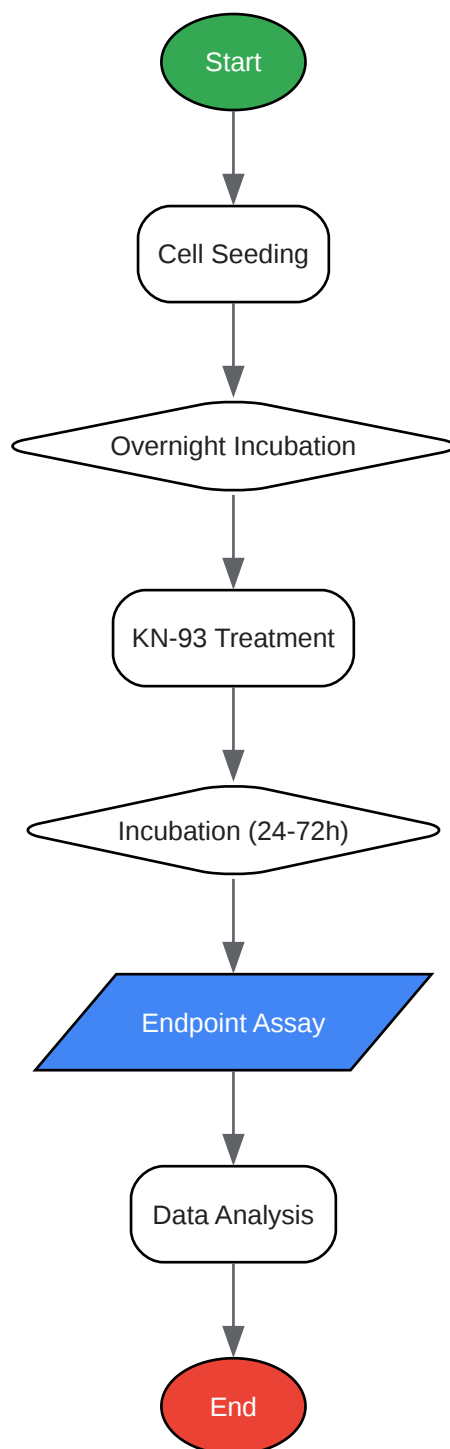 Start
Cell Seeding
Overnight Incubation
KN-93 Treatment
Incubation (24-72h)
Endpoint Assay
Data Analysis
End